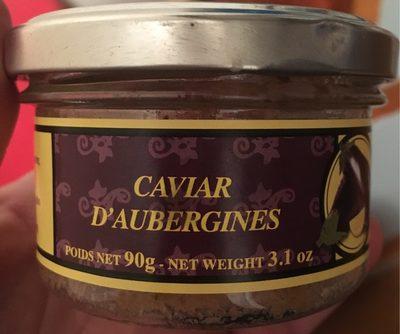 CAVIAR
D'AUBERGINES
POIDS NET 90g - NET WEIGHT 3.1 oz